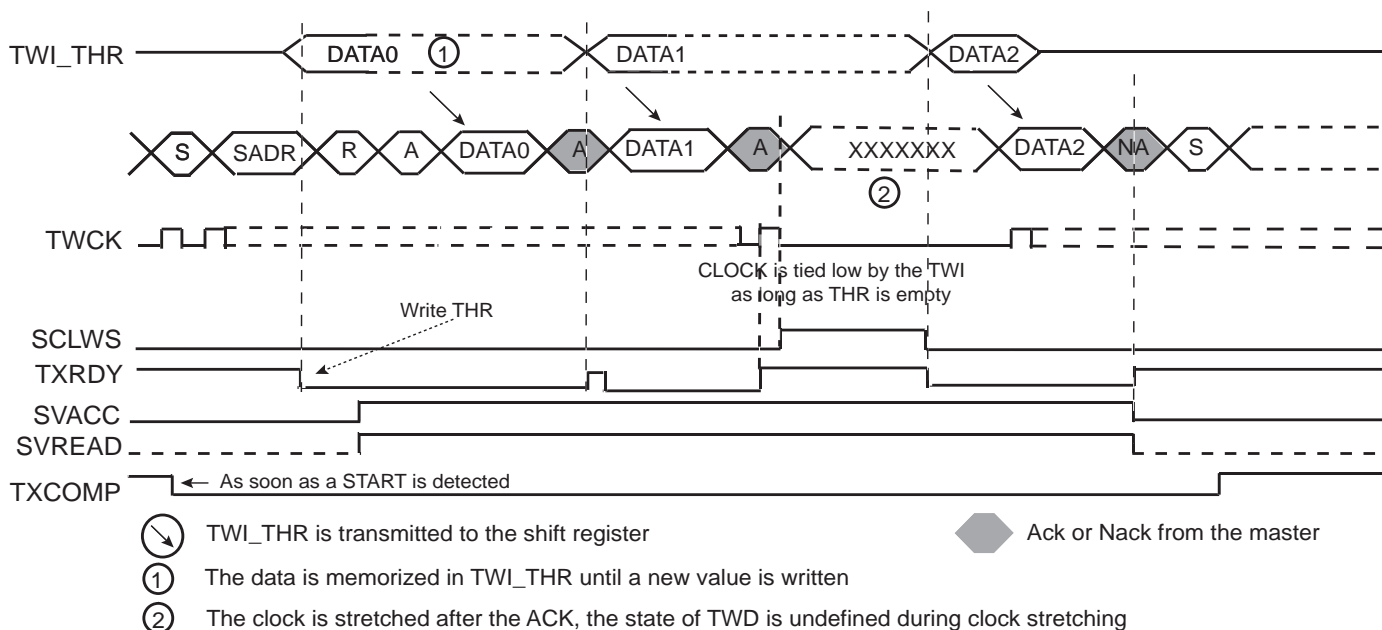 TWI_THR DATA0 1 DATA1 DATA2
S SADR R A DATA0 A DATA1 A XXXXXXX DATA2 NA S
2
TWCK
CLOCK is tied low by the TWI
as long as THR is empty
Write THR
SCLWS
TXRDY
SVACC
SVREAD
TXCOMP As soon as a START is detected
TWI_THR is transmitted to the shift register Ack or Nack from the master
1 The data is memorized in TWI_THR until a new value is written
2 The clock is stretched after the ACK, the state of TWD is undefined during clock stretching